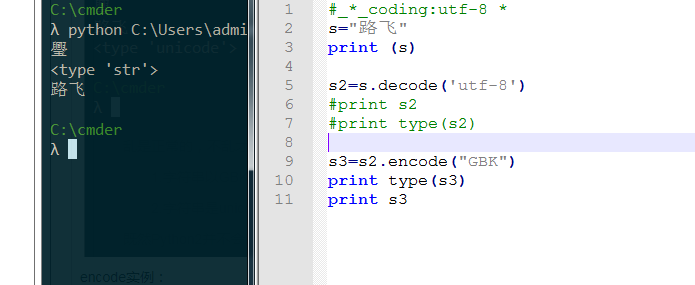 C:\cmder
λ python C:\Users\admi
<type 'str'>
路飞
C:\cmder
λ
<type 'unicode'>
C:\cmder
λ
encode实例：
1 #_*_coding:utf-8 *
2 s="路飞"
3 print (s)
4
5 s2=s.decode('utf-8')
6 #print s2
7 #print type(s2)
8
9 s3=s2.encode("GBK")
10 print type(s3)
11 print s3